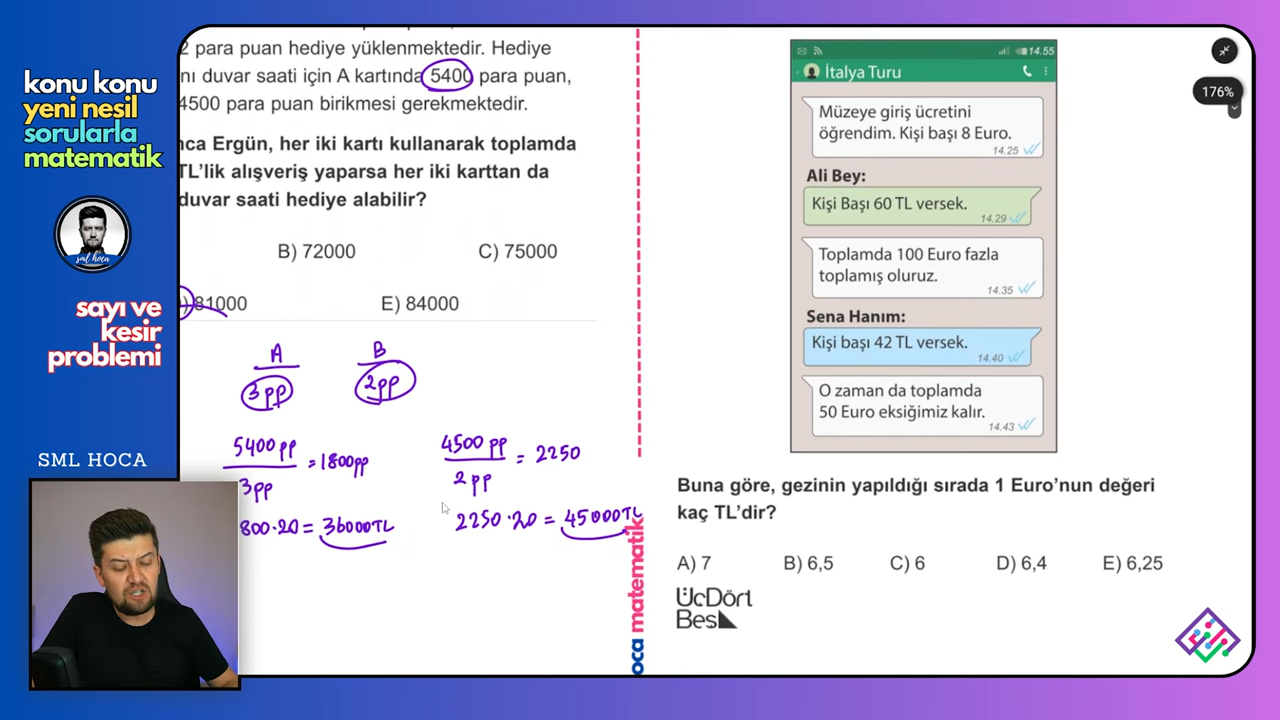 konu konu
yeni nesil
sorularla
matematik
SML HOCA
sayı ve
kesir
problemi
SML HOCA
2 para puan hediye yüklenmektedir. Hediye
nı duvar saati için A kartında 5400 para puan,
4500 para puan birikmesi gerekmektedir.
nca Ergün, her iki kartı kullanarak toplamda
TL'lik alışveriş yaparsa her iki karttan da
duvar saati hediye alabilir?
B) 72000 C) 75000
81000 E) 84000
A B
3pp 2pp
5400pp / 3pp = 1800pp
4500pp / 2pp = 2250
800·20 = 36000TL
2250·20 = 45000TL
oca matematik
14.55
İtalya Turu
Müzeye giriş ücretini
öğrendim. Kişi başı 8 Euro.
14.25
Ali Bey:
Kişi Başı 60 TL versek.
14.29
Toplamda 100 Euro fazla
toplamış oluruz.
14.35
Sena Hanım:
Kişi başı 42 TL versek.
14.40
O zaman da toplamda
50 Euro eksiğimiz kalır.
14.43
Buna göre, gezinin yapıldığı sırada 1 Euro'nun değeri
kaç TL'dir?
A) 7 B) 6,5 C) 6 D) 6,4 E) 6,25
ÜçDört
Beş
176%